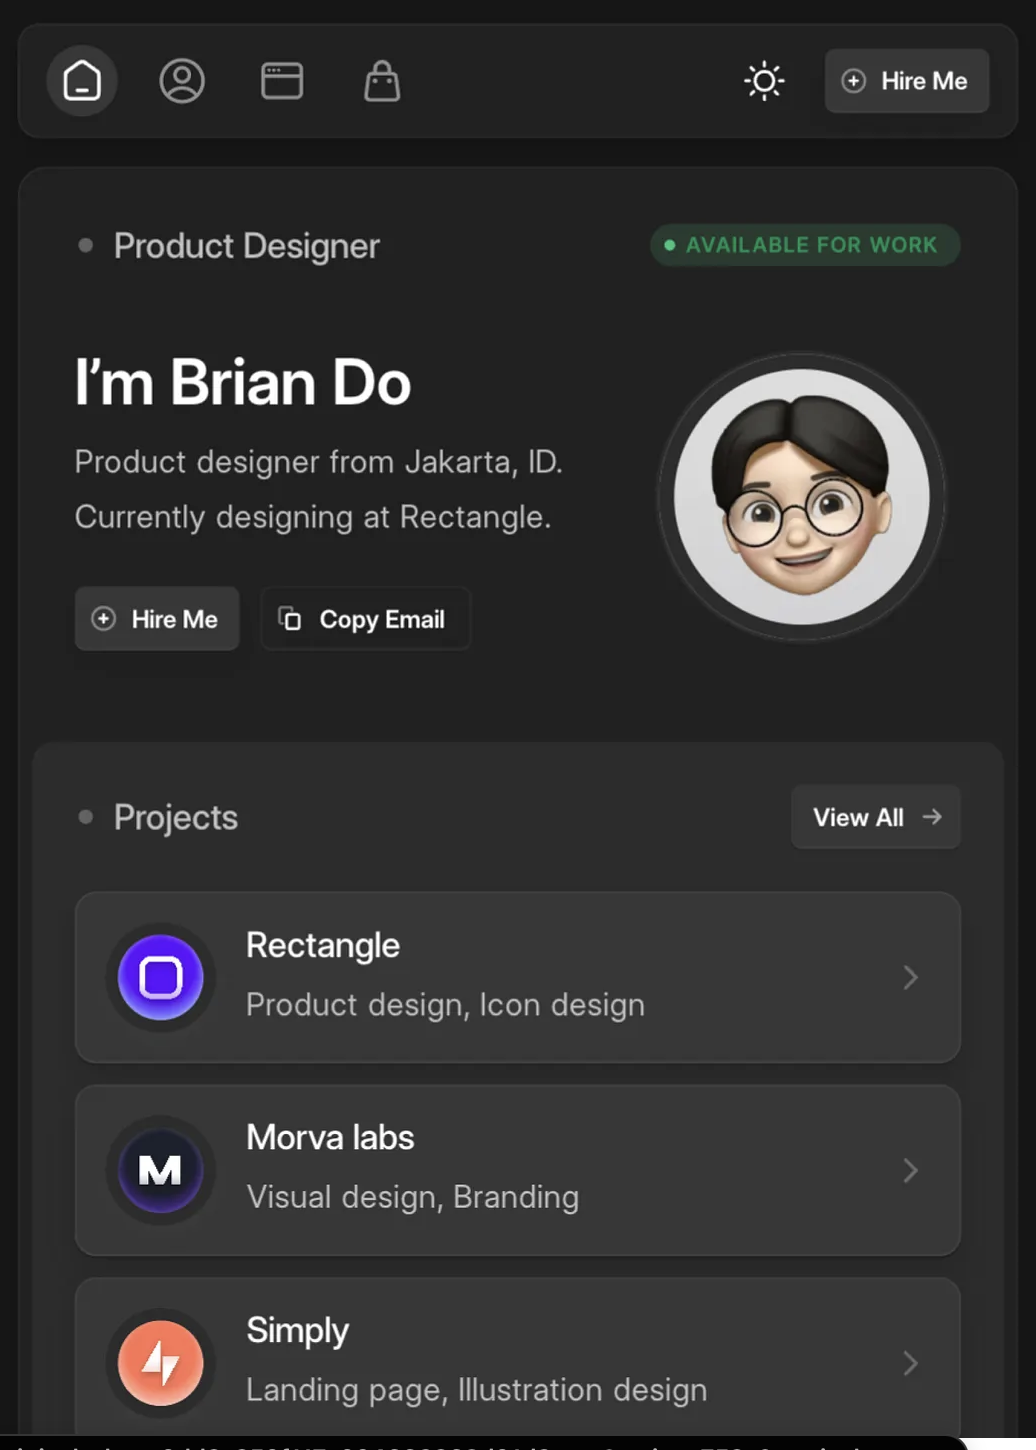 Hire Me
Product Designer
AVAILABLE FOR WORK
I'm Brian Do
Product designer from Jakarta, ID.
Currently designing at Rectangle.
Hire Me
Copy Email
Projects
View All
Rectangle
Product design, Icon design
M
Morva labs
Visual design, Branding
Simply
Landing page, Illustration design